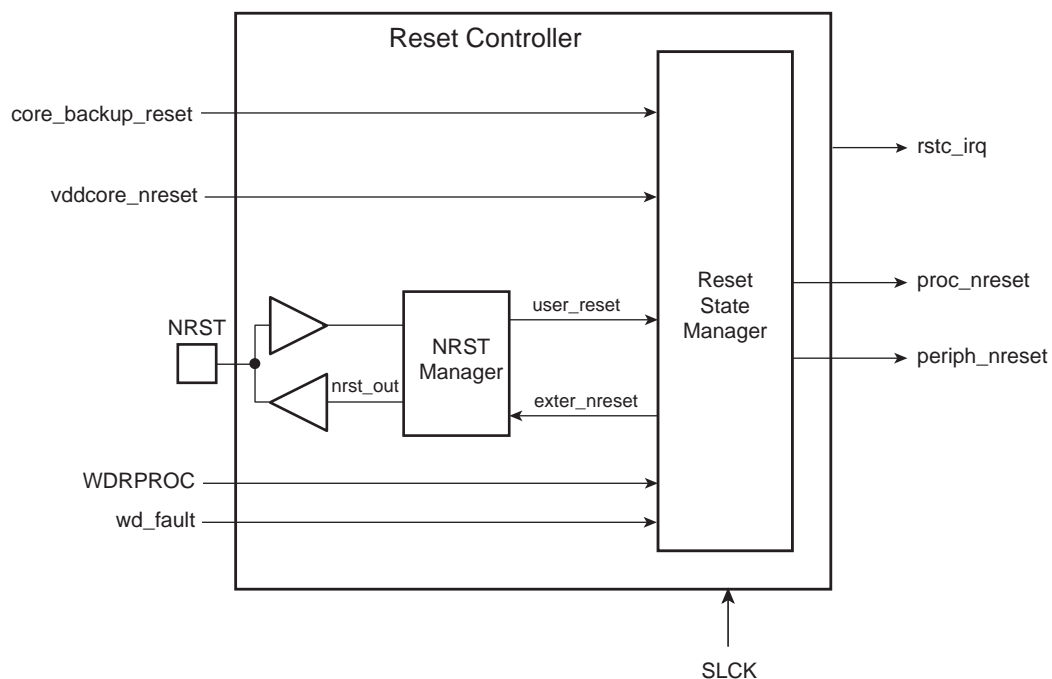 Reset Controller
core_backup_reset
rstc_irq
vddcore_nreset
Reset
State
Manager
proc_nreset
user_reset
NRST
NRST
Manager
periph_nreset
nrst_out
exter_nreset
WDRPROC
wd_fault
SLCK